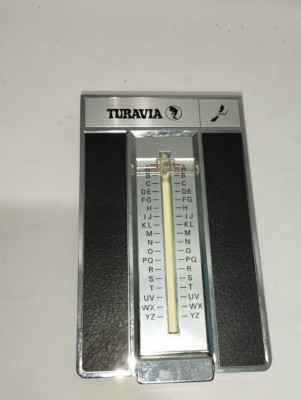 TURAVIA
A A
B B
C C
DE DE
FG FG
H H
IJ IJ
KL KL
M M
N N
O O
PQ PQ
R R
S S
T T
UV UV
WX WX
YZ YZ